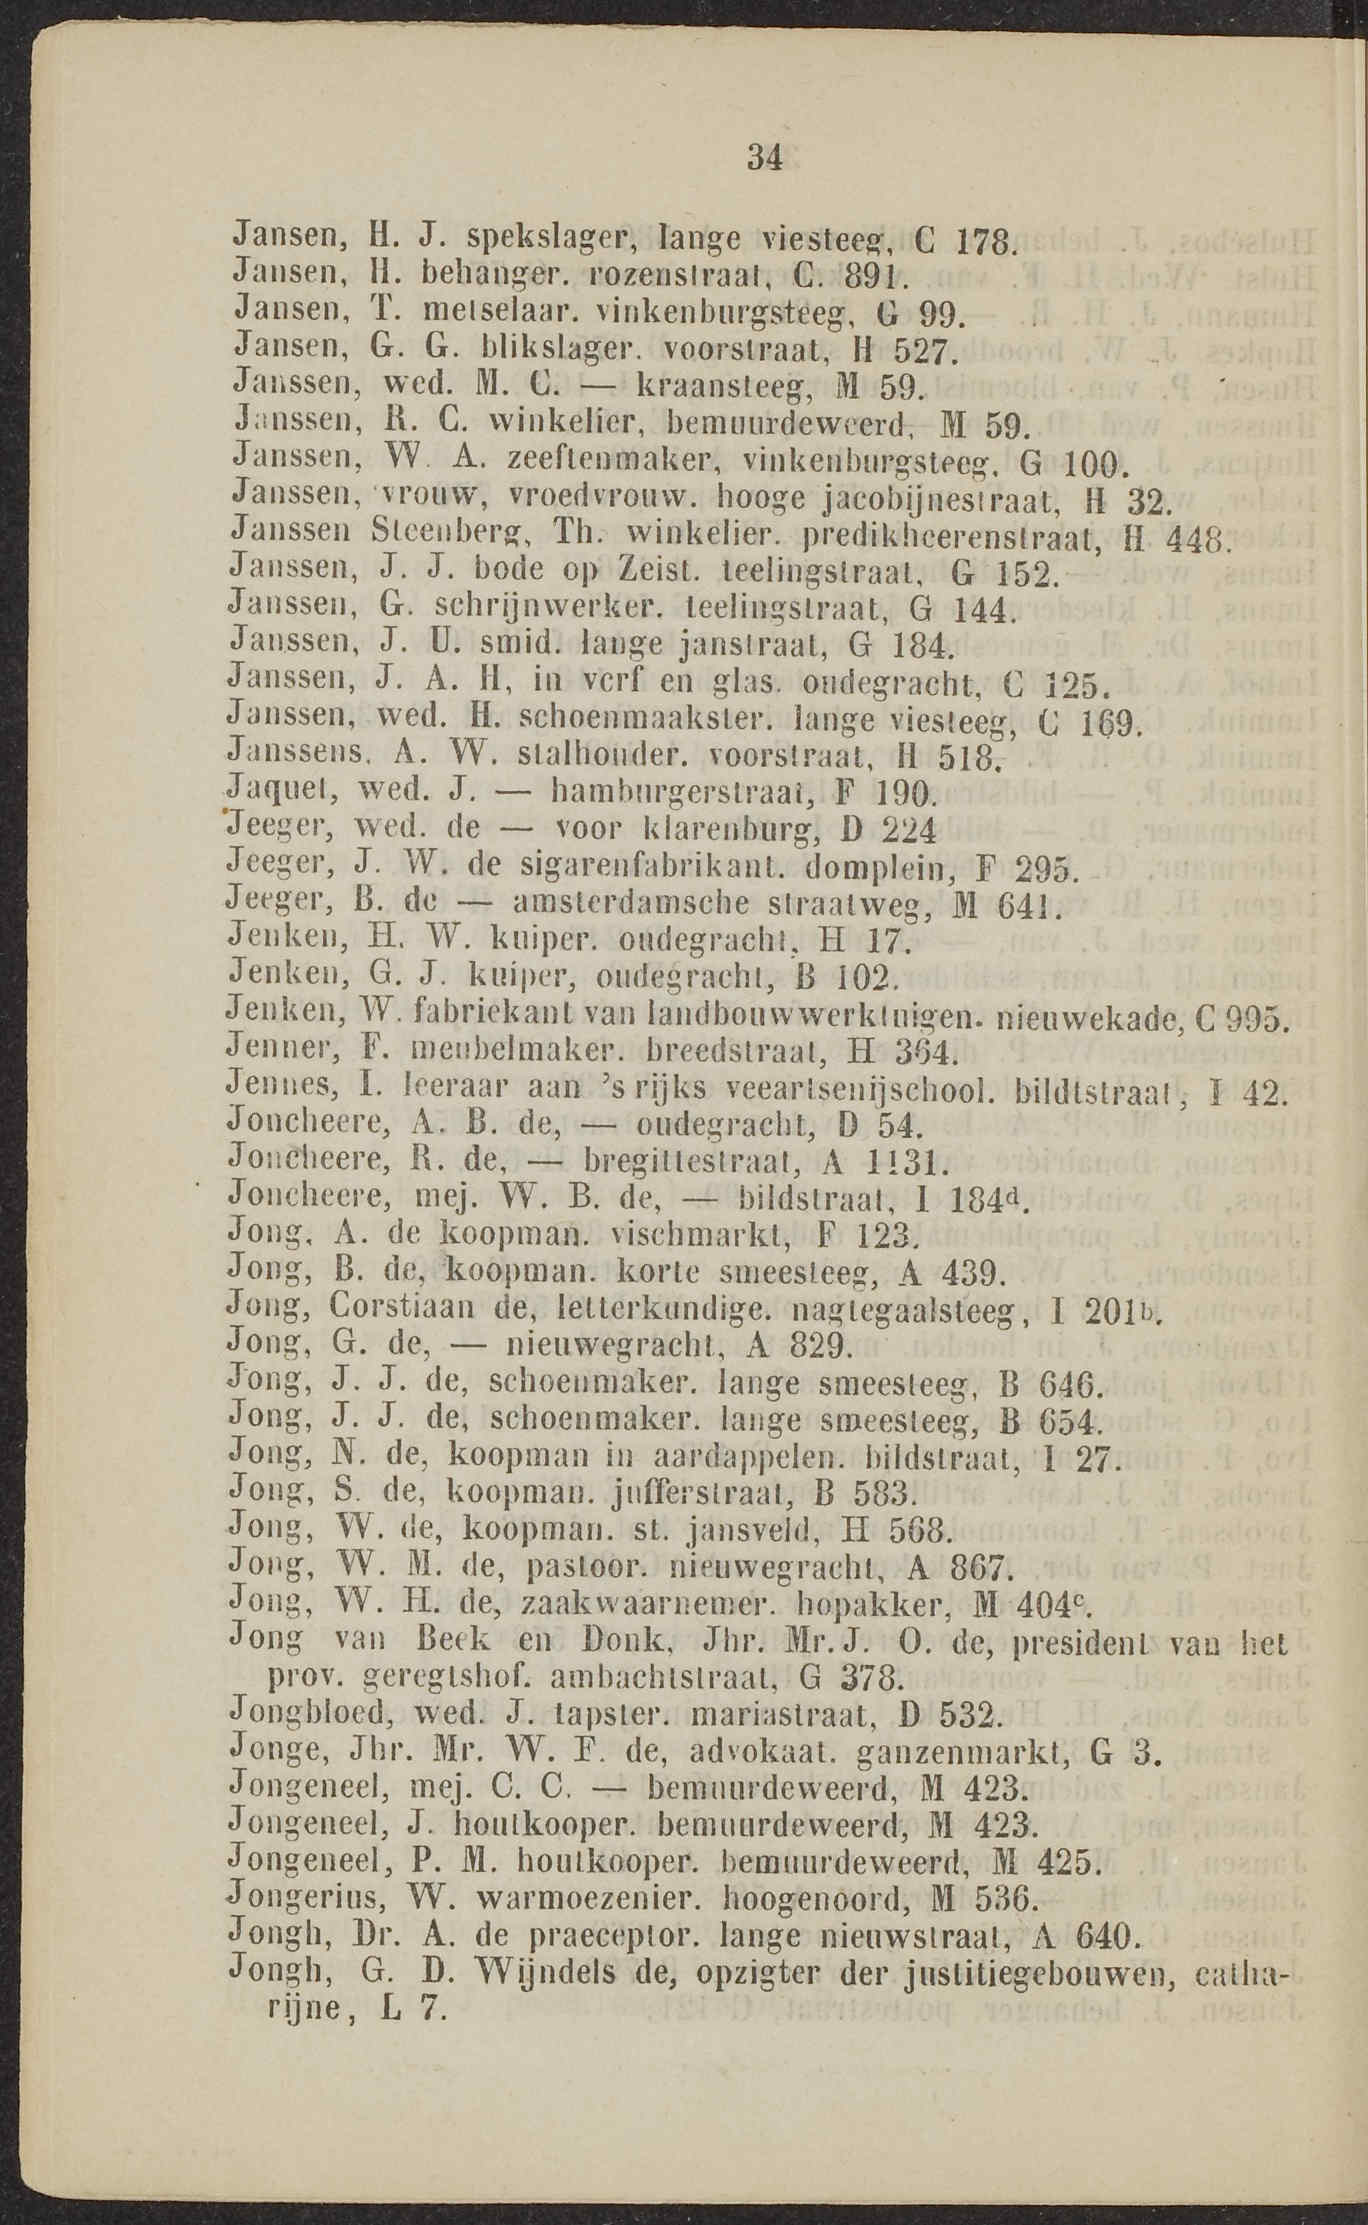 34
Jansen, H. J. spekslager, lange viesteeg, C 178.
Jansen, H. behanger. rozenstraat, C. 891.
Jansen, T. metselaar. vinkenburgsteeg, G 99.
Jansen, G. G. blikslager. voorstraat, H 527.
Janssen, wed. M. C. — kraansteeg, M 59.
Janssen, R. C. winkelier, bemuurdeweerd, M 59.
Janssen, W. A. zeeftenmaker, vinkenburgsteeg, G 100.
Janssen, vrouw, vroedvrouw. hooge jacobijnestraat, H 32.
Janssen Steenberg, Th. winkelier. predikheerenstraat, H 448.
Janssen, J. J. bode op Zeist. teelingstraat, G 152.
Janssen, G. schrijnwerker. teelingstraat, G 144.
Janssen, J. U. smid. lange janstraat, G 184.
Janssen, J. A. H, in verf en glas. oudegracht, C 125.
Janssen, wed. H. schoenmaakster. lange viesteeg, C 169.
Janssens, A. W. stalhouder. voorstraat, H 518.
Jaquet, wed. J. — hamburgerstraat, F 190.
Jeeger, wed. de — voor klarenburg, D 224
Jeeger, J. W. de sigarenfabrikant. domplein, F 295.
Jeeger, B. de — amsterdamsche straatweg, M 641.
Jenken, H. W. kuiper. oudegracht, H 17.
Jenken, G. J. kuiper, oudegracht, B 102.
Jenken, W. fabriekant van landbouwwerktuigen. nieuwekade, C 995.
Jenner, F. meubelmaker. breedstraat, H 364.
Jennes, I. leeraar aan 's rijks veeartsenijschool. bildtstraat, I 42.
Joncheere, A. B. de, — oudegracht, D 54.
Joncheere, R. de, — bregittestraat, A 1131.
Joncheere, mej. W. B. de, — bildstraat, I 184d.
Jong, A. de koopman. vischmarkt, F 123.
Jong, B. de, koopman. korte smeesteeg, A 439.
Jong, Corstiaan de, letterkundige. nagtegaalsteeg, I 201b.
Jong, G. de, — nieuwegracht, A 829.
Jong, J. J. de, schoenmaker. lange smeesteeg, B 646.
Jong, J. J. de, schoenmaker. lange smeesteeg, B 654.
Jong, N. de, koopman in aardappelen. bildstraat, I 27.
Jong, S. de, koopman. jufferstraat, B 583.
Jong, W. de, koopman. st. jansveld, H 568.
Jong, W. M. de, pastoor. nieuwegracht, A 867.
Jong, W. H. de, zaakwaarnemer. hopakker, M 404c.
Jong van Beek en Donk, Jhr. Mr. J. O. de, president van het
prov. geregtshof. ambachtstraat, G 378.
Jongbloed, wed. J. tapster. mariastraat, D 532.
Jonge, Jhr. Mr. W. F. de, advokaat. ganzenmarkt, G 3.
Jongeneel, mej. C. C. — bemuurdeweerd, M 423.
Jongeneel, J. houtkooper. bemuurdeweerd, M 423.
Jongeneel, P. M. houtkooper. bemuurdeweerd, M 425.
Jongerius, W. warmoezenier. hoogenoord, M 536.
Jongh, Dr. A. de praeceptor. lange nieuwstraat, A 640.
Jongh, G. D. Wijndels de, opzigter der justitiegebouwen, catha-
rijne, L 7.